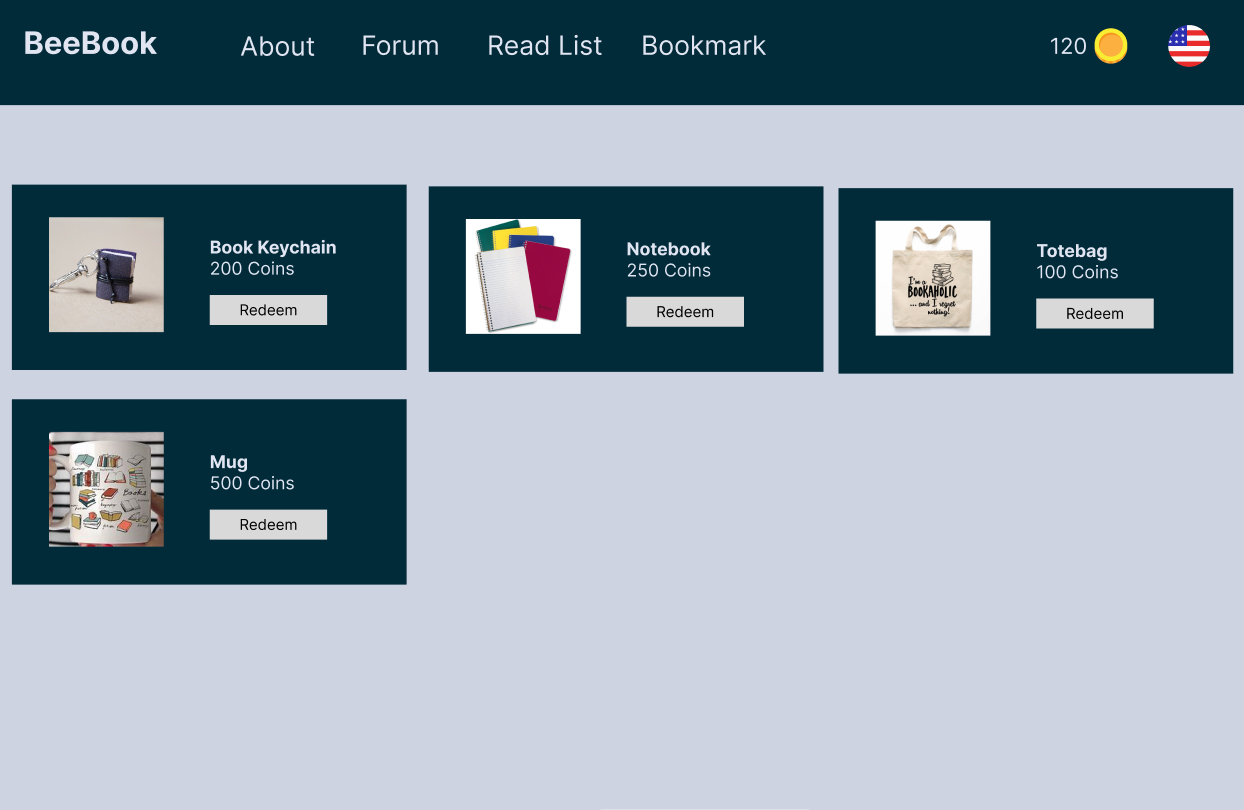 BeeBook
About
Forum
Read List
Bookmark
120
Book Keychain
200 Coins
Redeem
Notebook
250 Coins
Redeem
Totebag
100 Coins
Redeem
I'm a
BOOKAHOLIC
... and I regret
nothing!
Mug
500 Coins
Redeem
Books